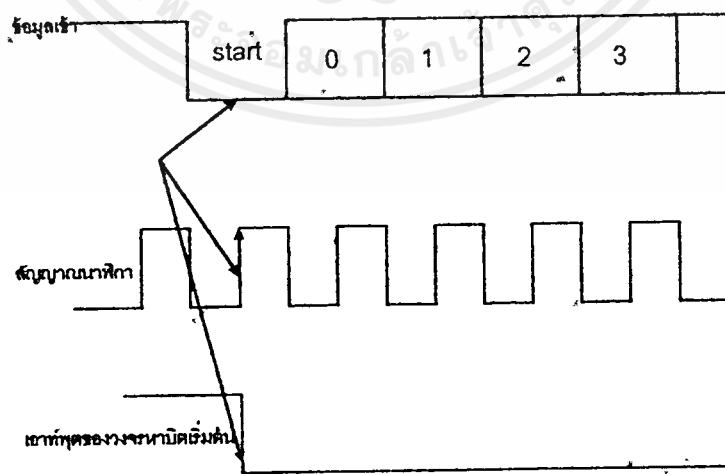 ข้อมูลเข้า
start 0 1 2 3
สัญญาณนาฬิกา
เอาท์พุตของวงจรหาบิตเริ่มต้น